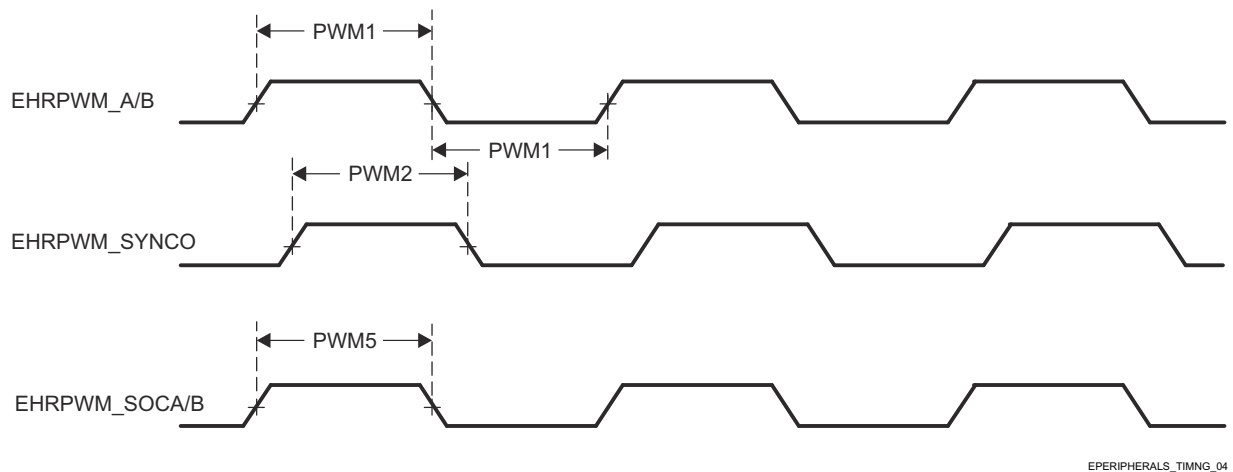 PWM1
EHRPWM_A/B
PWM1
PWM2
EHRPWM_SYNCO
PWM5
EHRPWM_SOCA/B
EPERIPHERALS_TIMNG_04